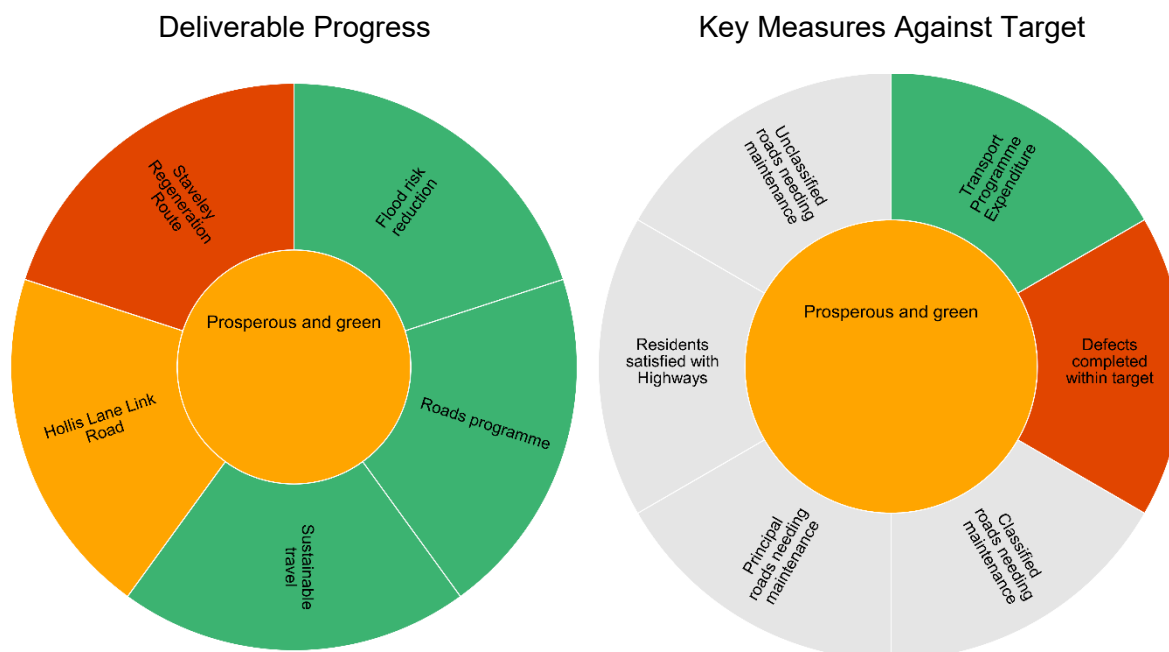 Deliverable Progress
Staveley
Regeneration
Route
Flood risk
reduction
Prosperous and green
Hollis Lane Link
Road
Roads programme
Sustainable
travel
Key Measures Against Target
Unclassified
roads needing
maintenance
Transport
Programme
Expenditure
Prosperous and green
Residents
satisfied with
Highways
Defects
completed
within target
Principal
roads needing
maintenance
Classified
roads needing
maintenance